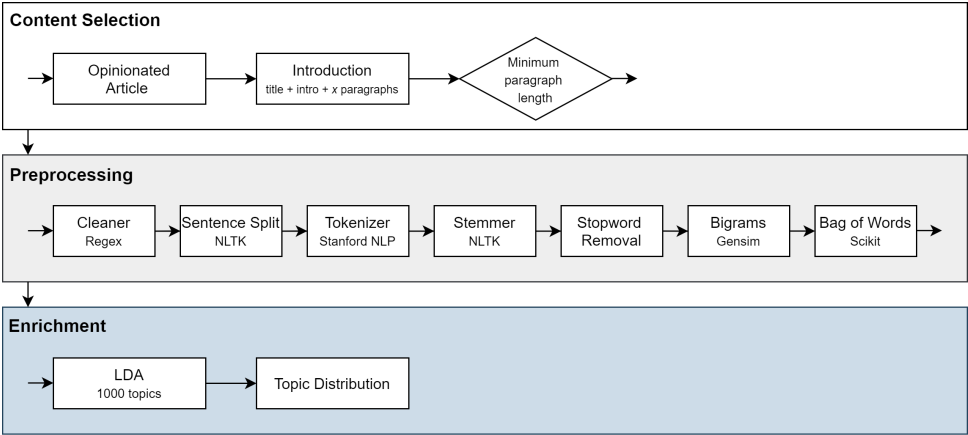 Content Selection
Opinionated
Article
Introduction
title + intro + x paragraphs
Minimum
paragraph
length
Preprocessing
Cleaner
Regex
Sentence Split
NLTK
Tokenizer
Stanford NLP
Stemmer
NLTK
Stopword
Removal
Bigrams
Gensim
Bag of Words
Scikit
Enrichment
LDA
1000 topics
Topic Distribution